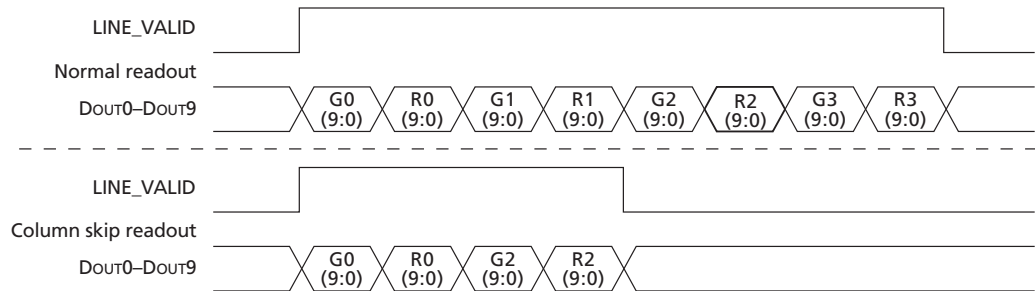 LINE_VALID
Normal readout
DOUT0–DOUT9
G0 R0 G1 R1 G2 R2 G3 R3
(9:0) (9:0) (9:0) (9:0) (9:0) (9:0) (9:0) (9:0)
LINE_VALID
Column skip readout
DOUT0–DOUT9
G0 R0 G2 R2
(9:0) (9:0) (9:0) (9:0)